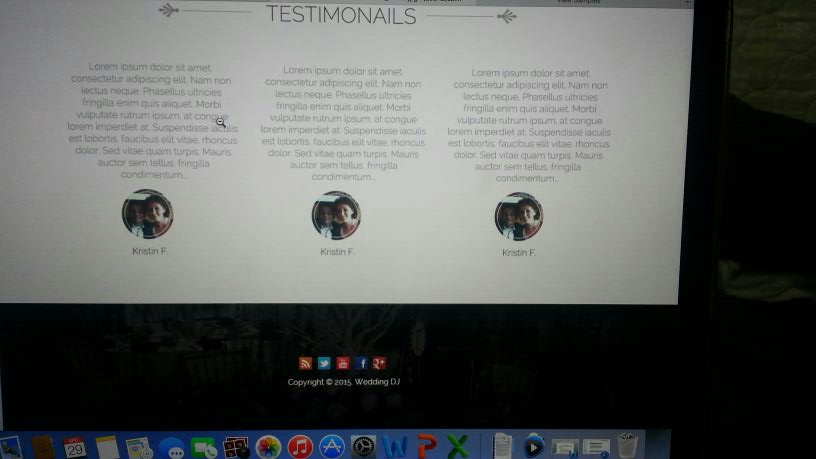 TESTIMONAILS
Lorem ipsum dolor sit amet,
consectetur adipiscing elit. Nam non
lectus neque. Phasellus ultricies
fringilla enim quis aliquet. Morbi
vulputate rutrum ipsum, at congue
lorem imperdiet at. Suspendisse iaculis
est lobortis, faucibus elit vitae, rhoncus
dolor. Sed vitae quam turpis. Mauris
auctor sem tellus, fringilla
condimentum...
Kristin F.
Lorem ipsum dolor sit amet,
consectetur adipiscing elit. Nam non
lectus neque. Phasellus ultricies
fringilla enim quis aliquet. Morbi
vulputate rutrum ipsum, at congue
lorem imperdiet at. Suspendisse iaculis
est lobortis, faucibus elit vitae, rhoncus
dolor. Sed vitae quam turpis. Mauris
auctor sem tellus, fringilla
condimentum...
Kristin F.
Lorem ipsum dolor sit amet,
consectetur adipiscing elit. Nam non
lectus neque. Phasellus ultricies
fringilla enim quis aliquet. Morbi
vulputate rutrum ipsum, at congue
lorem imperdiet at. Suspendisse iaculis
est lobortis, faucibus elit vitae, rhoncus
dolor. Sed vitae quam turpis. Mauris
auctor sem tellus, fringilla
condimentum...
Kristin F.
Copyright © 2015. Wedding DJ
29